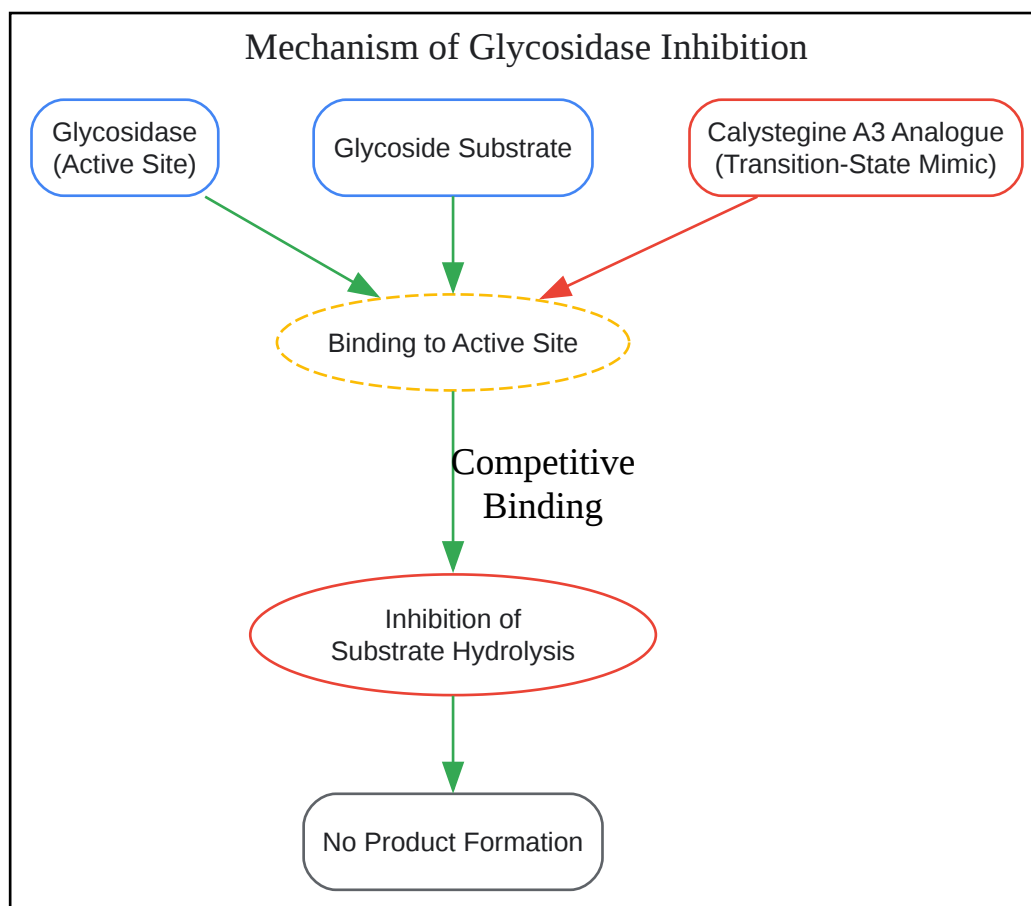 Mechanism of Glycosidase Inhibition
Glycosidase
(Active Site)
Glycoside Substrate
Calystegine A3 Analogue
(Transition-State Mimic)
Binding to Active Site
Competitive
Binding
Inhibition of
Substrate Hydrolysis
No Product Formation